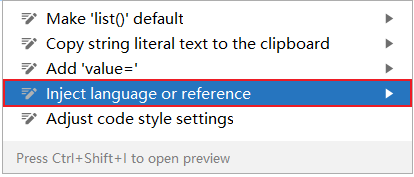 Make 'list()' default
Copy string literal text to the clipboard
Add 'value='
Inject language or reference
Adjust code style settings
Press Ctrl+Shift+I to open preview